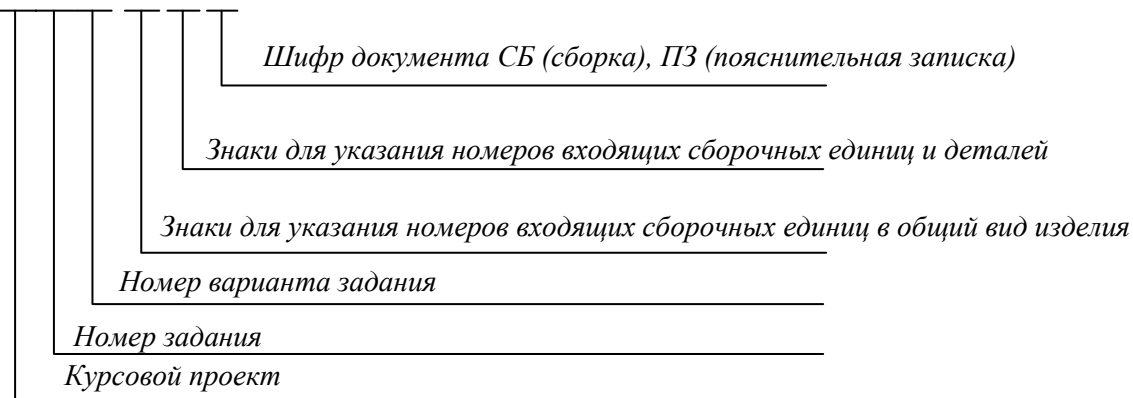 Шифр документа СБ (сборка), ПЗ (пояснительная записка)
Знаки для указания номеров входящих сборочных единиц и деталей
Знаки для указания номеров входящих сборочных единиц в общий вид изделия
Номер варианта задания
Номер задания
Курсовой проект